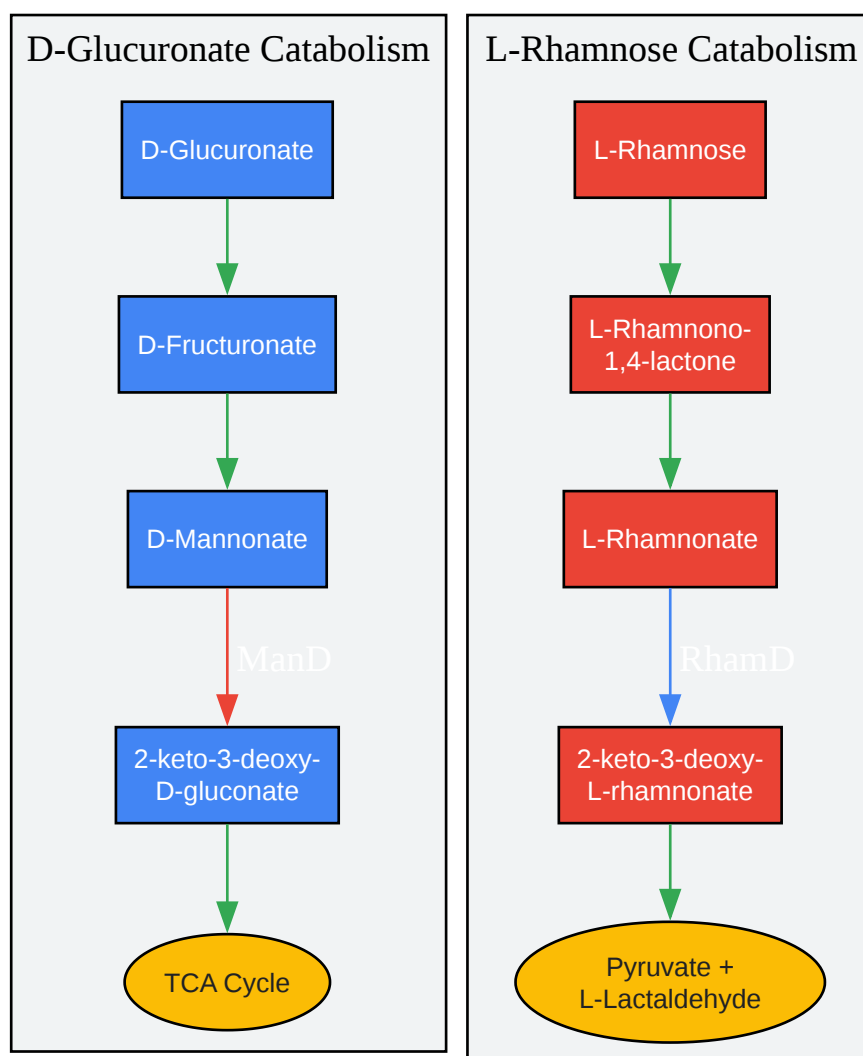 D-Glucuronate Catabolism
D-Glucuronate
D-Fructuronate
D-Mannonate
ManD
2-keto-3-deoxy-
D-gluconate
TCA Cycle
L-Rhamnose Catabolism
L-Rhamnose
L-Rhamnono-
1,4-lactone
L-Rhamnonate
RhamD
2-keto-3-deoxy-
L-rhamnonate
Pyruvate +
L-Lactaldehyde